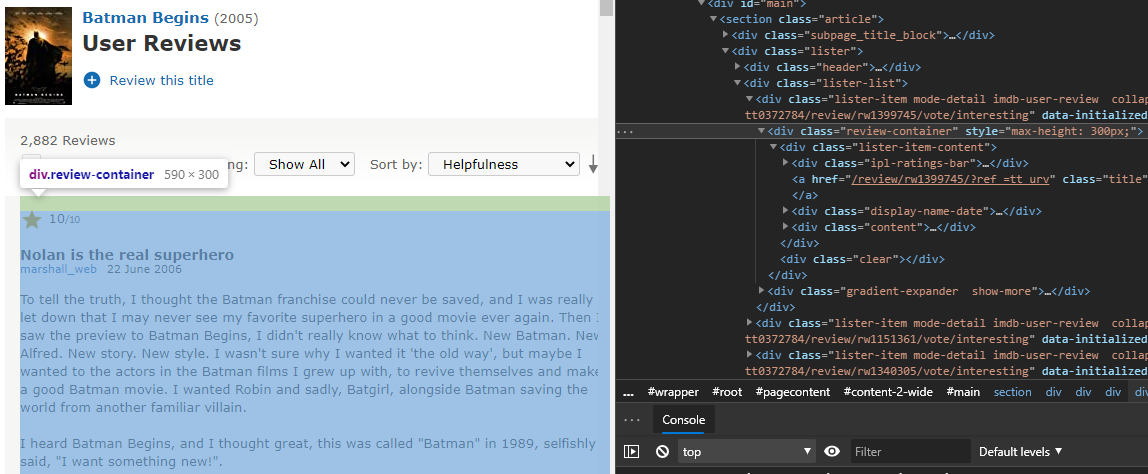 Batman Begins (2005)
User Reviews
Review this title
BATMAN BEGINS
2,882 Reviews
div.review-container 590 × 300
ng: Show All Sort by: Helpfulness
10/10
Nolan is the real superhero
marshall_web 22 June 2006
To tell the truth, I thought the Batman franchise could never be saved, and I was really
let down that I may never see my favorite superhero in a good movie ever again. Then I
saw the preview to Batman Begins, I didn't really know what to think. New Batman. New
Alfred. New story. New style. I wasn't sure why I wanted it 'the old way', but maybe I
wanted to the actors in the Batman films I grew up with, to revive themselves and make
a good Batman movie. I wanted Robin and sadly, Batgirl, alongside Batman saving the
world from another familiar villain.
I heard Batman Begins, and I thought great, this was called "Batman" in 1989, selfishly I
said, "I want something new!".
<div id="main">
<section class="article">
<div class="subpage_title_block">…</div>
<div class="lister">
<div class="header">…</div>
<div class="lister-list">
<div class="lister-item mode-detail imdb-user-review collap
tt0372784/review/rw1399745/vote/interesting" data-initialized
<div class="review-container" style="max-height: 300px;">
<div class="lister-item-content">
<div class="ipl-ratings-bar">…</div>
<a href="/review/rw1399745/?ref_=tt_urv" class="title"
</a>
<div class="display-name-date">…</div>
<div class="content">…</div>
</div>
<div class="clear"></div>
</div>
<div class="gradient-expander show-more">…</div>
</div>
<div class="lister-item mode-detail imdb-user-review collap
tt0372784/review/rw1151361/vote/interesting" data-initialized
<div class="lister-item mode-detail imdb-user-review collap
tt0372784/review/rw1340305/vote/interesting" data-initialized
... #wrapper #root #pagecontent #content-2-wide #main section div div div di
Console
top Filter Default levels